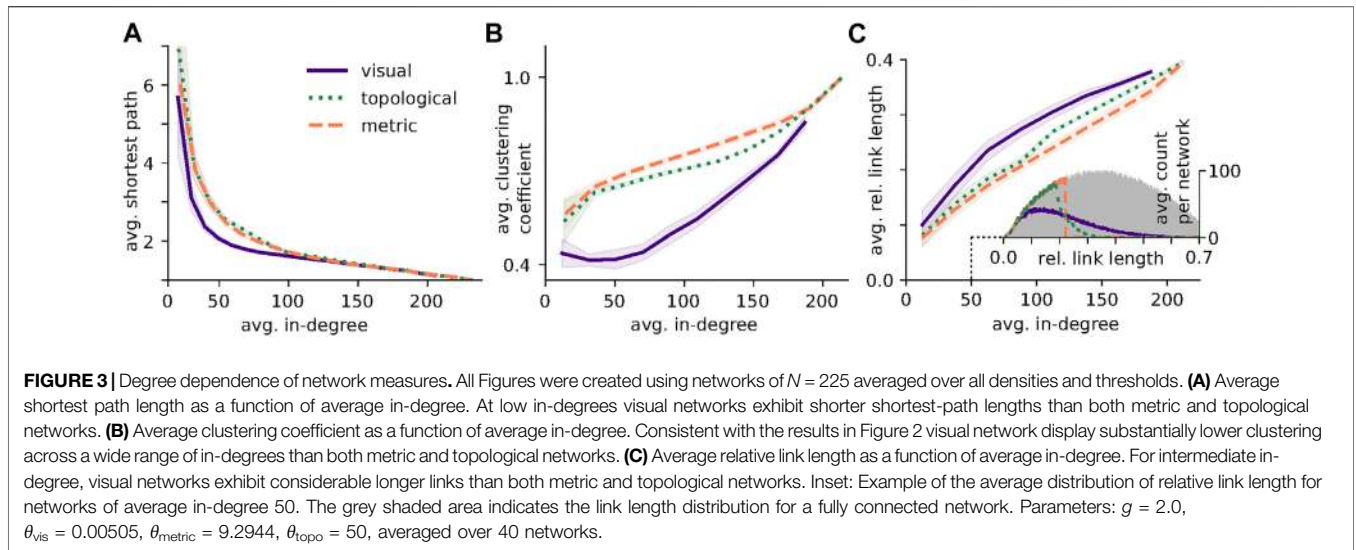 A
B
C
6
4
2
0
50
100
150
200
avg. shortest path
avg. in-degree
visual
topological
metric
1.0
0.4
avg. clustering
coefficient
0
50
100
150
200
avg. in-degree
0.4
0.2
0.0
avg. rel. link length
0
50
100
150
200
avg. in-degree
100
0
avg. count
per network
0.0
0.7
rel. link length
FIGURE 3 | Degree dependence of network measures. All Figures were created using networks of N = 225 averaged over all densities and thresholds. (A) Average
shortest path length as a function of average in-degree. At low in-degrees visual networks exhibit shorter shortest-path lengths than both metric and topological
networks. (B) Average clustering coefficient as a function of average in-degree. Consistent with the results in Figure 2 visual network display substantially lower clustering
across a wide range of in-degrees than both metric and topological networks. (C) Average relative link length as a function of average in-degree. For intermediate in-
degree, visual networks exhibit considerable longer links than both metric and topological networks. Inset: Example of the average distribution of relative link length for
networks of average in-degree 50. The grey shaded area indicates the link length distribution for a fully connected network. Parameters: g = 2.0,
θvis = 0.00505, θmetric = 9.2944, θtopo = 50, averaged over 40 networks.